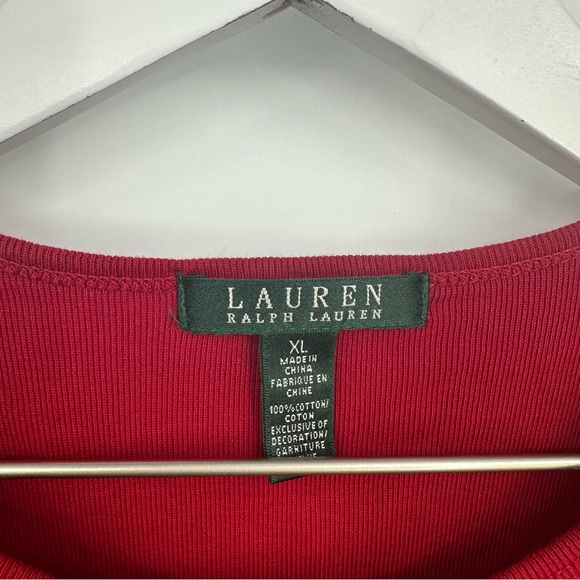 LAUREN
RALPH LAUREN
XL
MADE IN
CHINA
FABRIQUE EN
CHINE
100%COTTON/
COTON
EXCLUSIVE OF
DECORATION/
GARNITURE